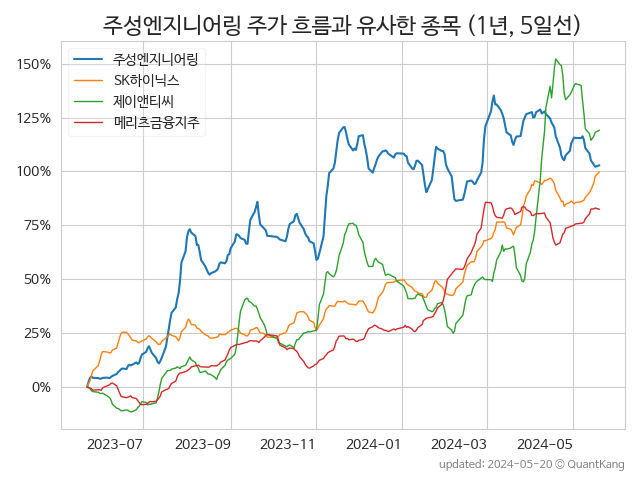 주성엔지니어링 주가 흐름과 유사한 종목 (1년, 5일선)
주성엔지니어링
SK하이닉스
제이앤티씨
메리츠금융지주
150%
125%
100%
75%
50%
25%
0%
2023-07 2023-09 2023-11 2024-01 2024-03 2024-05
updated: 2024-05-20 © QuantKang